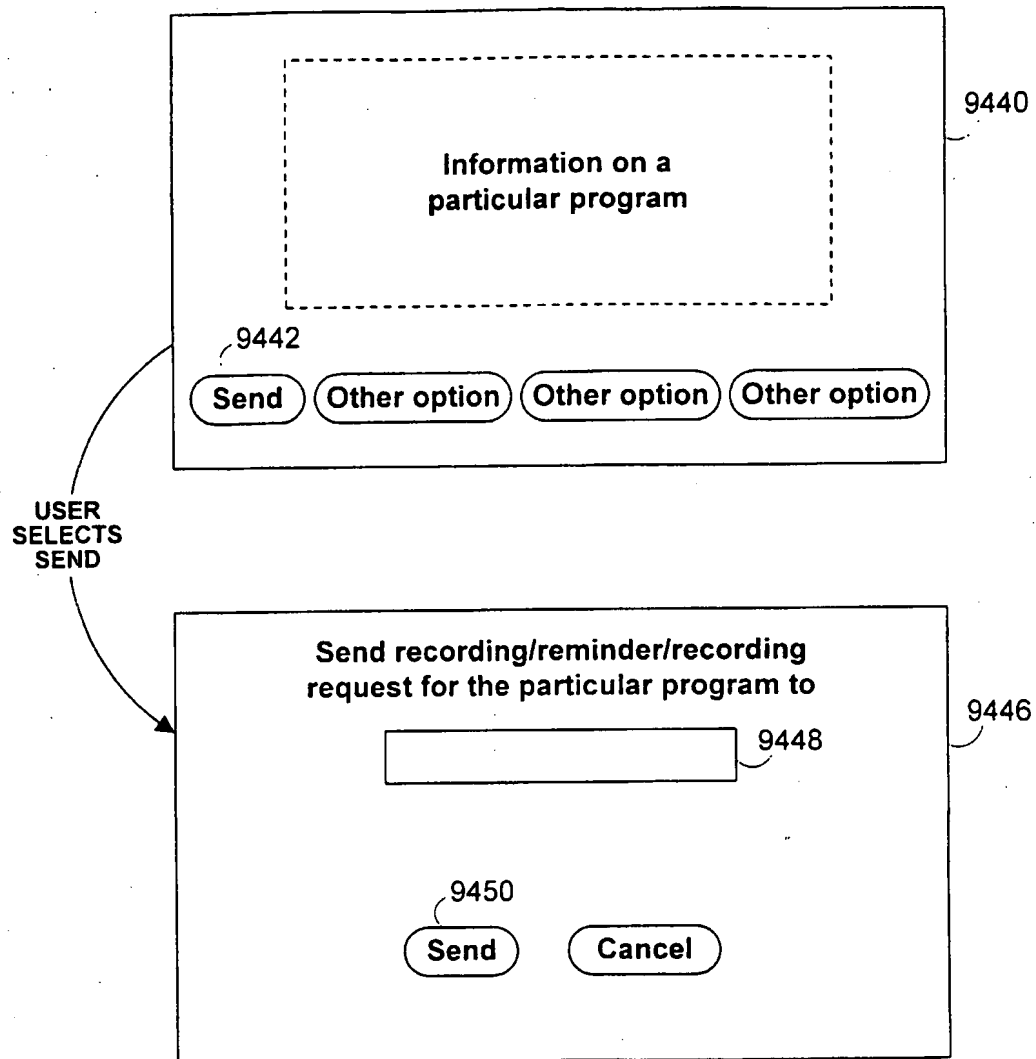 9440
Information on a
particular program
9442
Send
Other option
Other option
Other option
USER
SELECTS
SEND
Send recording/reminder/recording
request for the particular program to
9446
9448
9450
Send
Cancel